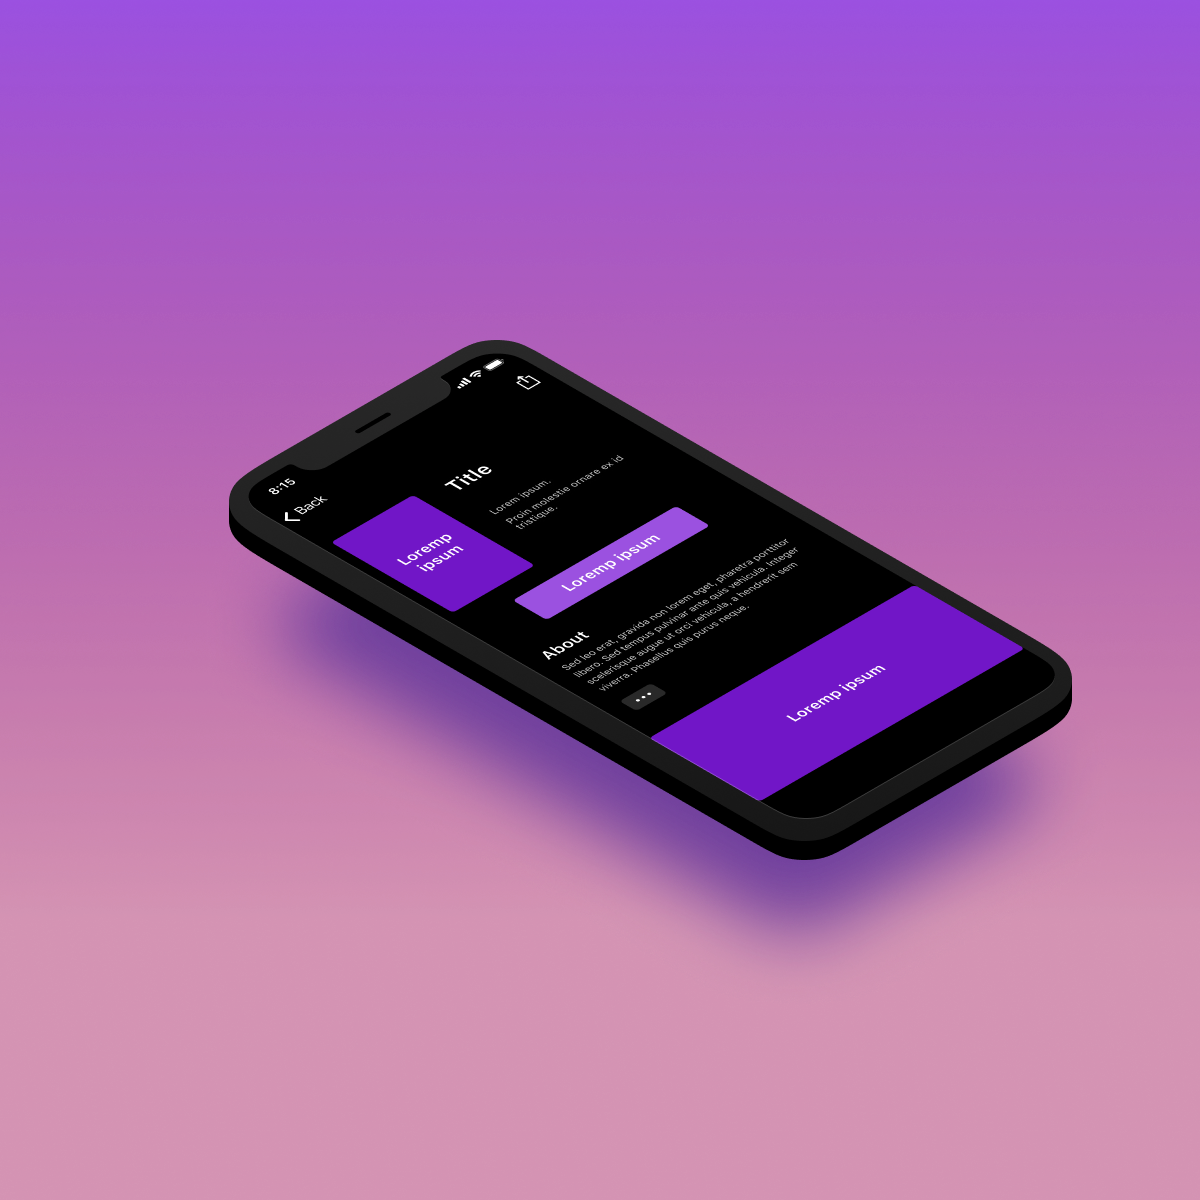 8:15
Back
Title
Loremp
ipsum
Lorem ipsum.
Proin molestie ornare ex id
tristique.
Loremp ipsum
About
Sed leo erat, gravida non lorem eget, pharetra porttitor
libero. Sed tempus pulvinar ante quis vehicula. Integer
scelerisque augue ut orci vehicula, a hendrerit sem
viverra. Phasellus quis purus neque.
Loremp ipsum